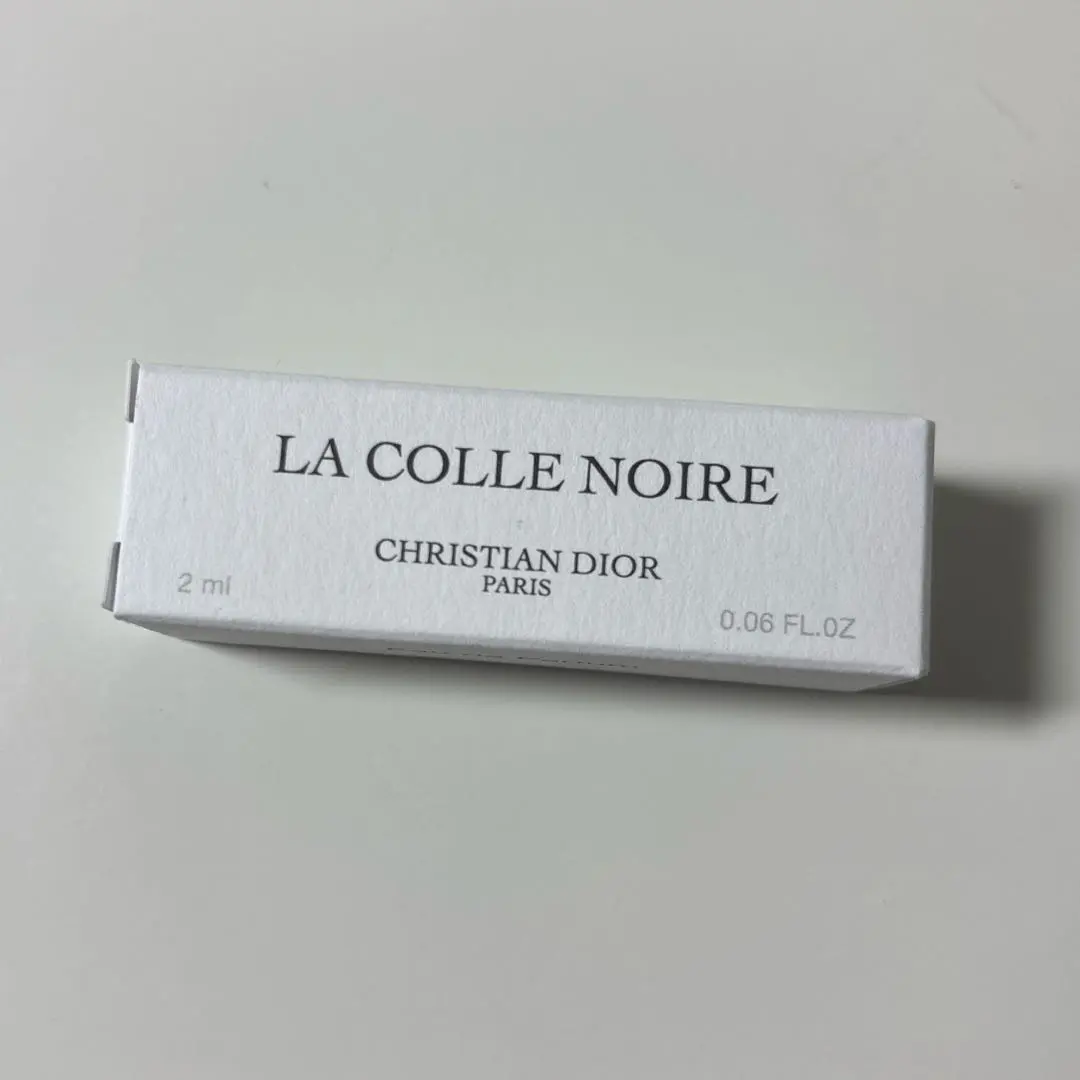 LA COLLE NOIRE
CHRISTIAN DIOR
PARIS
2 ml
0.06 FL.OZ